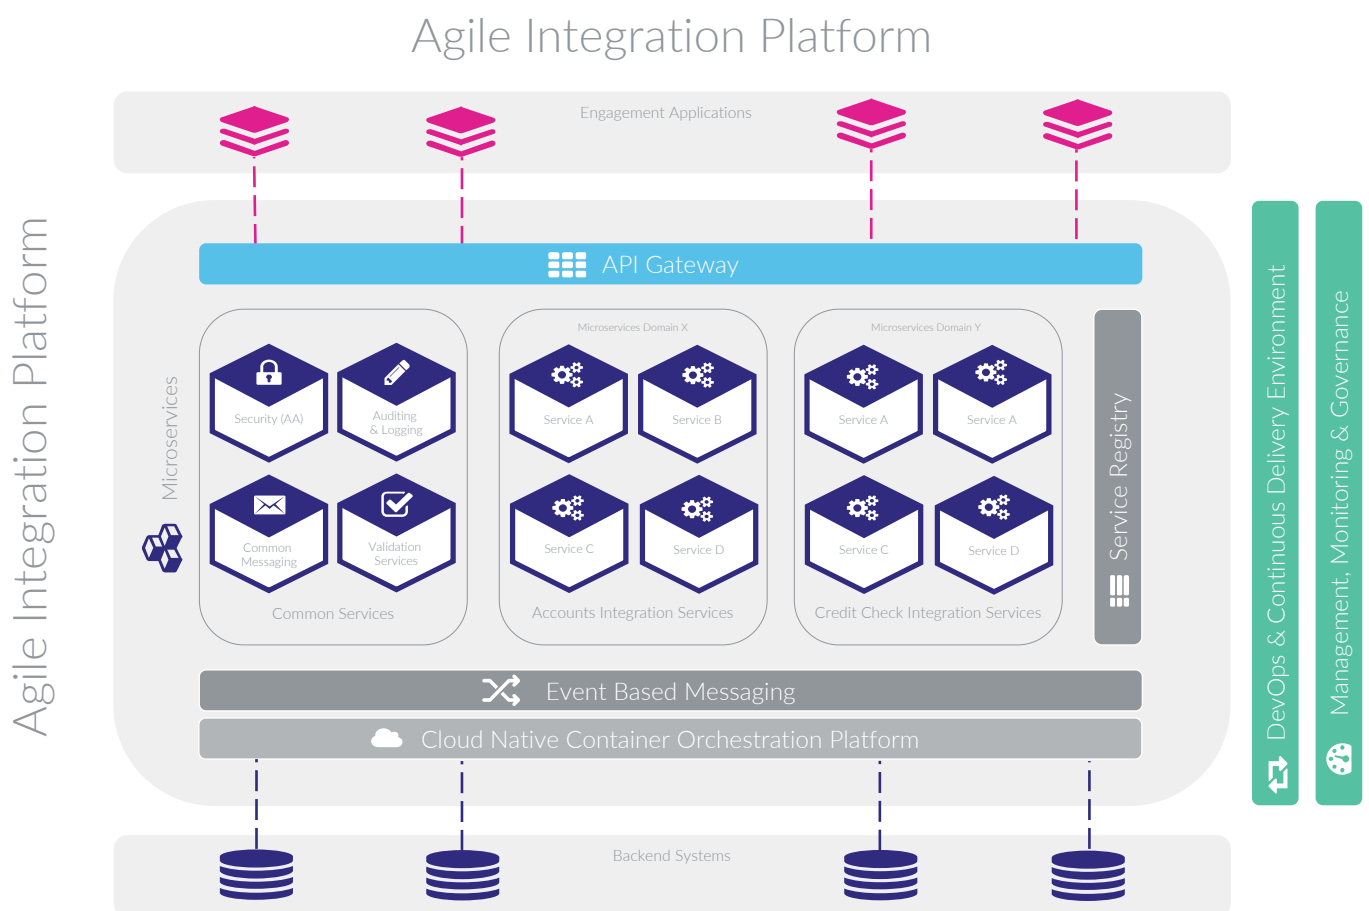 Agile Integration Platform
Agile Integration Platform
Engagement Applications
API Gateway
Microservices
Microservices Domain X
Microservices Domain Y
Security (AA)
Auditing
& Logging
Service A
Service B
Service A
Service A
Common
Messaging
Validation
Services
Service C
Service D
Service C
Service D
Common Services
Accounts Integration Services
Credit Check Integration Services
Service Registry
Event Based Messaging
Cloud Native Container Orchestration Platform
Backend Systems
DevOps & Continuous Delivery Environment
Management, Monitoring & Governance